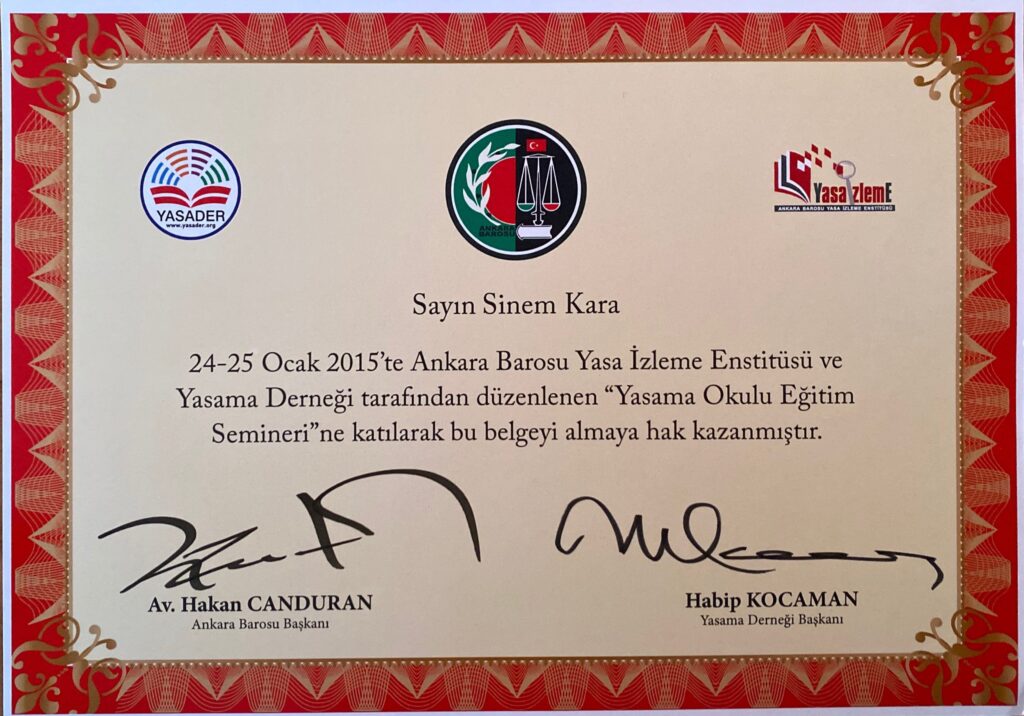 YASADER
www.yasader.org
ANKARA
BAROSU
YasaİzlemE
ANKARA BAROSU YASA İZLEME ENSTİTÜSÜ
Sayın Sinem Kara
24-25 Ocak 2015’te Ankara Barosu Yasa İzleme Enstitüsü ve
Yasama Derneği tarafından düzenlenen “Yasama Okulu Eğitim
Semineri”ne katılarak bu belgeyi almaya hak kazanmıştır.
Av. Hakan CANDURAN
Ankara Barosu Başkanı
Habip KOCAMAN
Yasama Derneği Başkanı